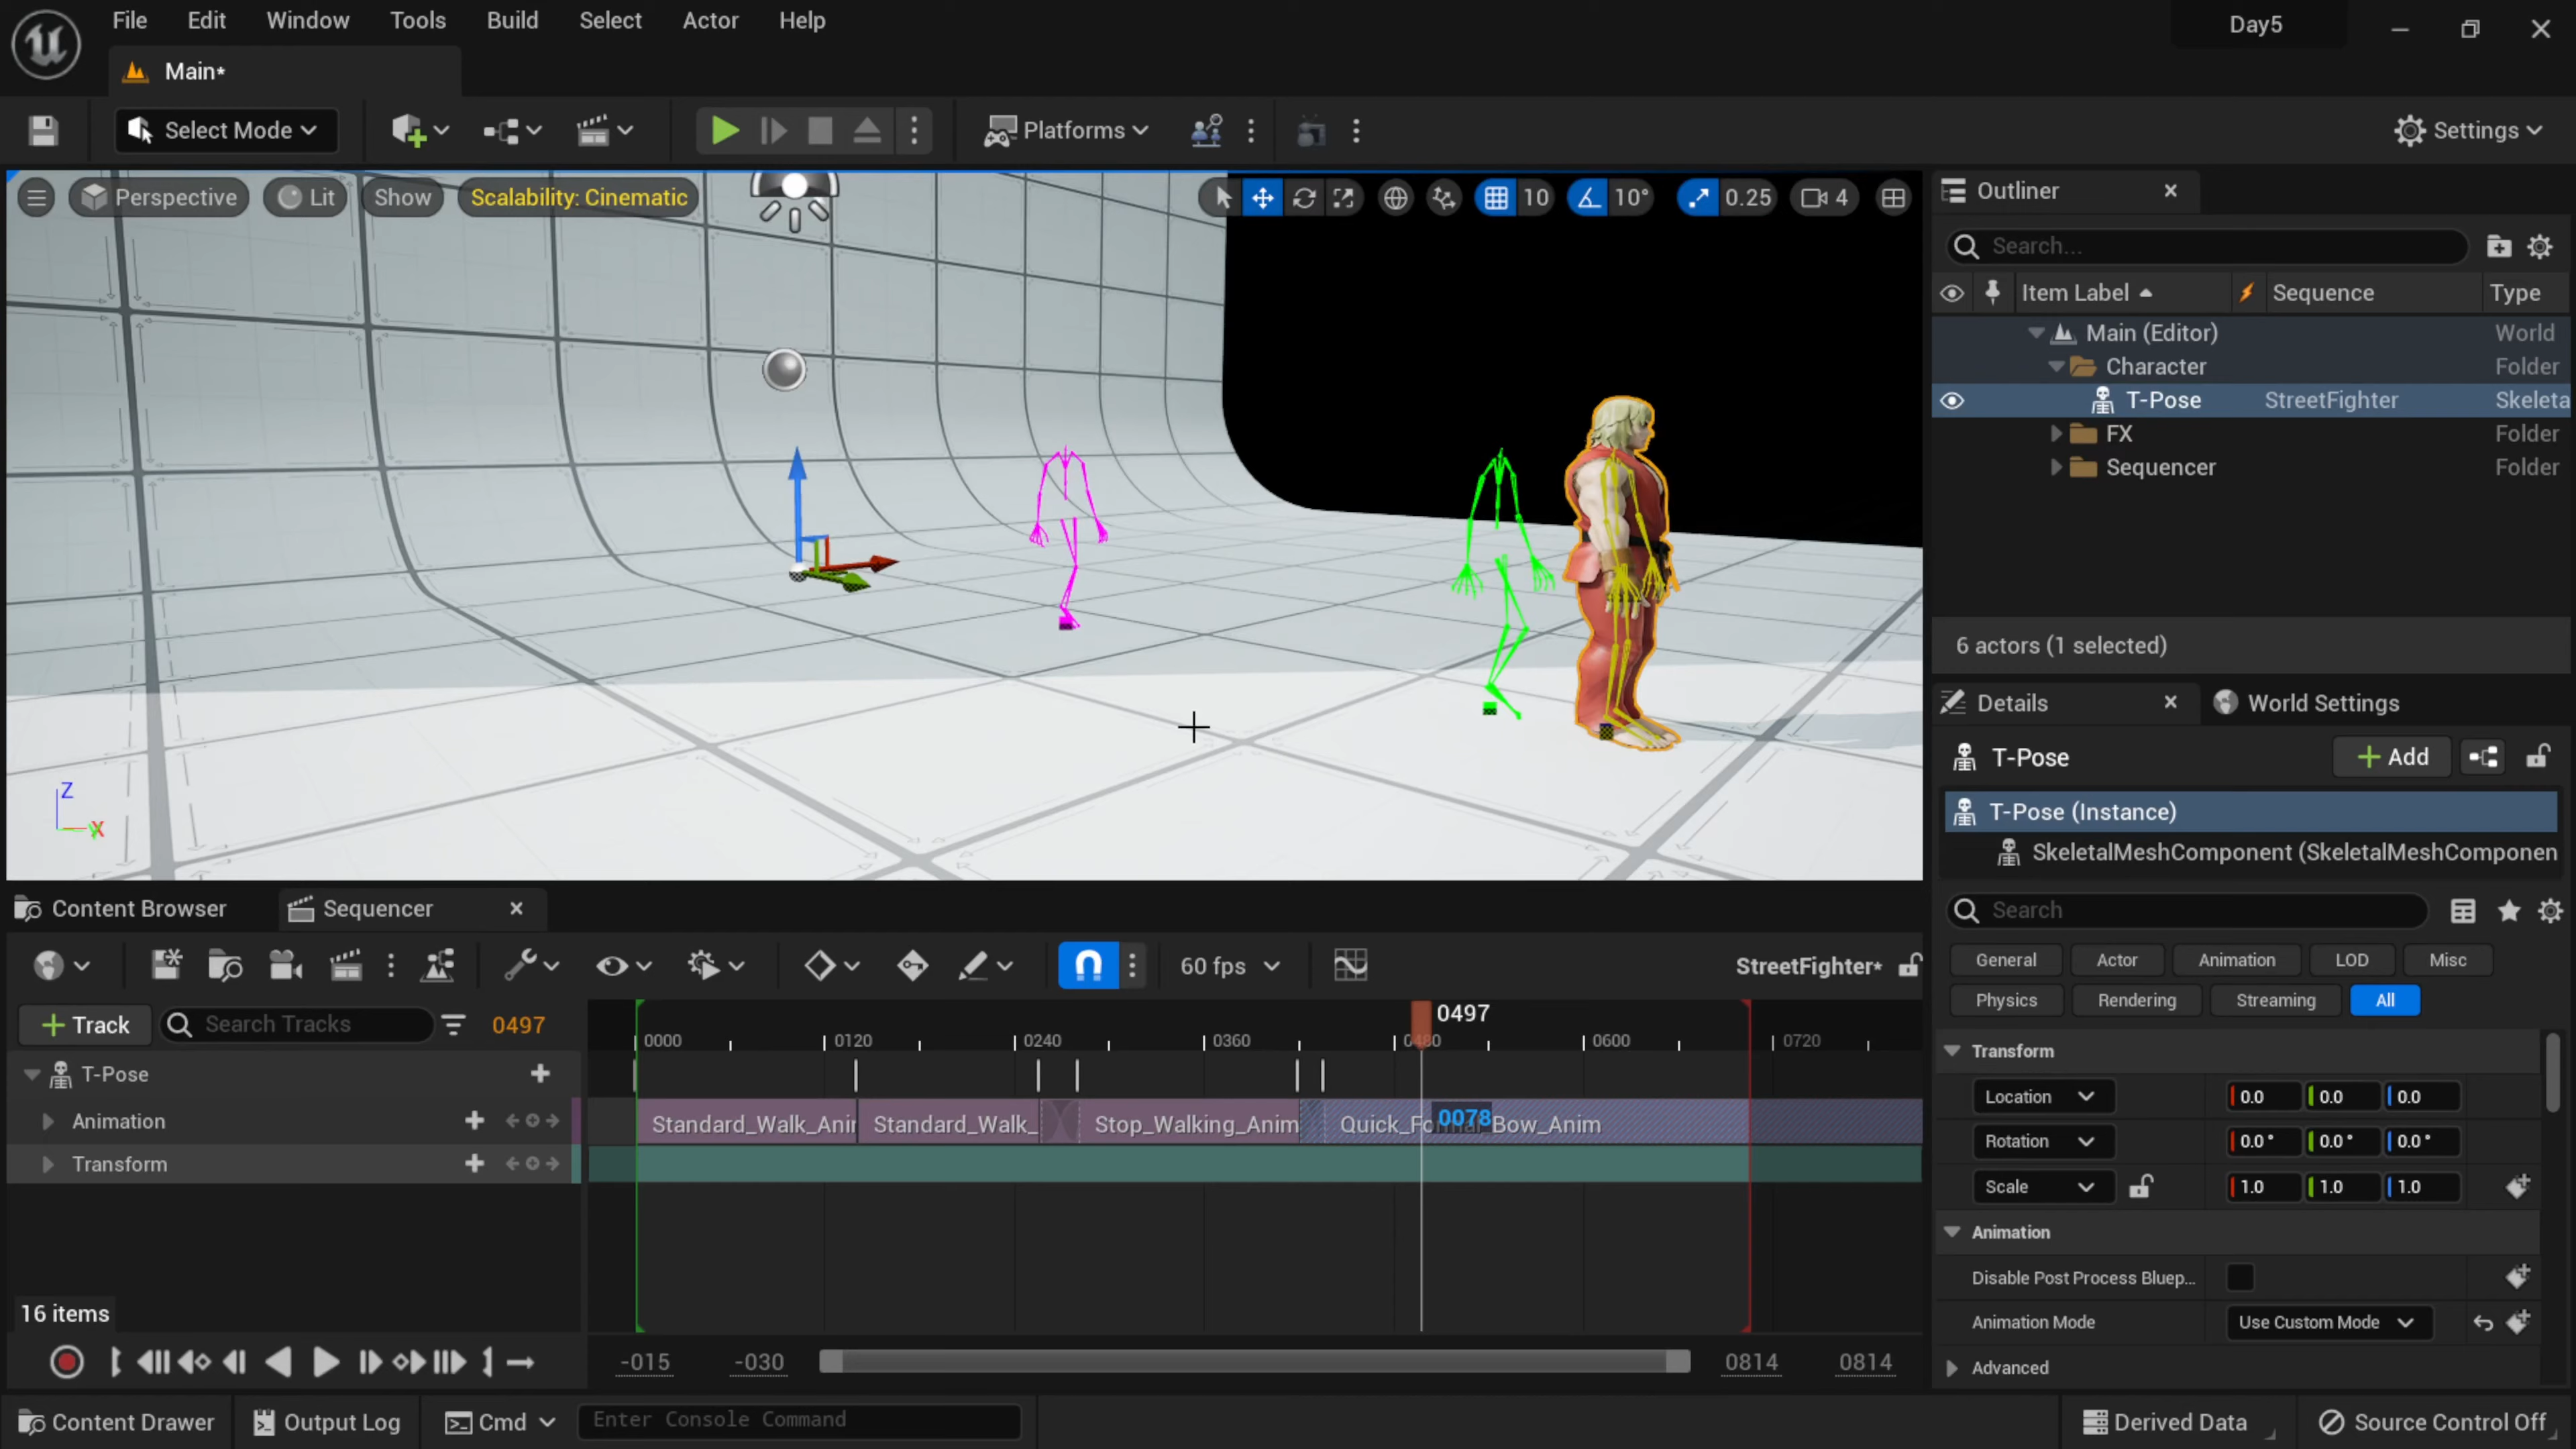 File Edit Window Tools Build Select Actor Help
Day5
Main*
Select Mode
Platforms
Settings
Perspective Lit Show Scalability: Cinematic
10 10° 0.25 4
Outliner
Search...
Item Label Sequence Type
Main (Editor) World
Character Folder
T-Pose StreetFighter Skeleta
FX Folder
Sequencer Folder
6 actors (1 selected)
Z
X
Details World Settings
T-Pose Add
T-Pose (Instance)
SkeletalMeshComponent (SkeletalMeshComponen
Search
General Actor Animation LOD Misc
Physics Rendering Streaming All
Transform
Location 0.0 0.0 0.0
Rotation 0.0° 0.0° 0.0°
Scale 1.0 1.0 1.0
Animation
Disable Post Process Bluep...
Animation Mode Use Custom Mode
Advanced
Content Browser Sequencer
60 fps
StreetFighter*
Track Search Tracks 0497
0497
0000 0120 0240 0360 0480 0600 0720
T-Pose
Animation
Standard_Walk_Anir Standard_Walk_ Stop_Walking_Anim Quick_Formal_Bow_Anim
0078
Transform
16 items
-015 -030 0814 0814
Content Drawer Output Log Cmd Enter Console Command
Derived Data Source Control Off